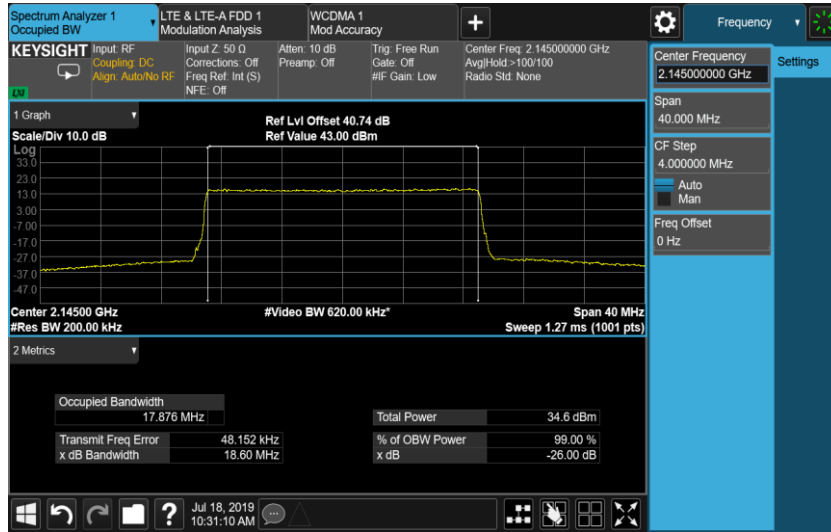 Spectrum Analyzer 1
Occupied BW
LTE & LTE-A FDD 1
Modulation Analysis
WCDMA 1
Mod Accuracy
+
Frequency
KEYSIGHT
LXI
Input: RF
Coupling: DC
Align: Auto/No RF
Input Z: 50 Ω
Corrections: Off
Freq Ref: Int (S)
NFE: Off
Atten: 10 dB
Preamp: Off
Trig: Free Run
Gate: Off
#IF Gain: Low
Center Freq: 2.145000000 GHz
Avg|Hold:>100/100
Radio Std: None
Center Frequency
2.145000000 GHz
Settings
Span
40.000 MHz
CF Step
4.000000 MHz
Auto
Man
Freq Offset
0 Hz
1 Graph
Scale/Div 10.0 dB
Ref Lvl Offset 40.74 dB
Ref Value 43.00 dBm
Log
33.0
23.0
13.0
3.00
-7.00
-17.0
-27.0
-37.0
-47.0
Center 2.14500 GHz
#Res BW 200.00 kHz
#Video BW 620.00 kHz*
Span 40 MHz
Sweep 1.27 ms (1001 pts)
2 Metrics
Occupied Bandwidth
17.876 MHz
Total Power 34.6 dBm
Transmit Freq Error 48.152 kHz
% of OBW Power 99.00 %
x dB Bandwidth 18.60 MHz
x dB -26.00 dB
?
Jul 18, 2019
10:31:10 AM